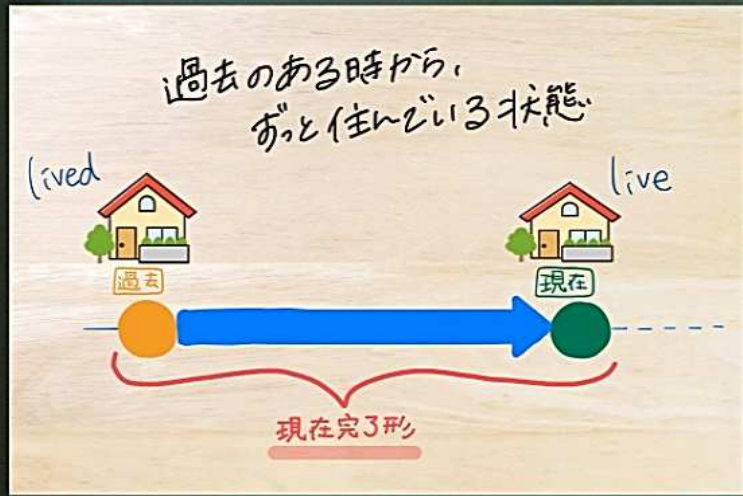 過去のある時から、
ずっと住んでいる状態
lived
live
過去
現在
現在完了形